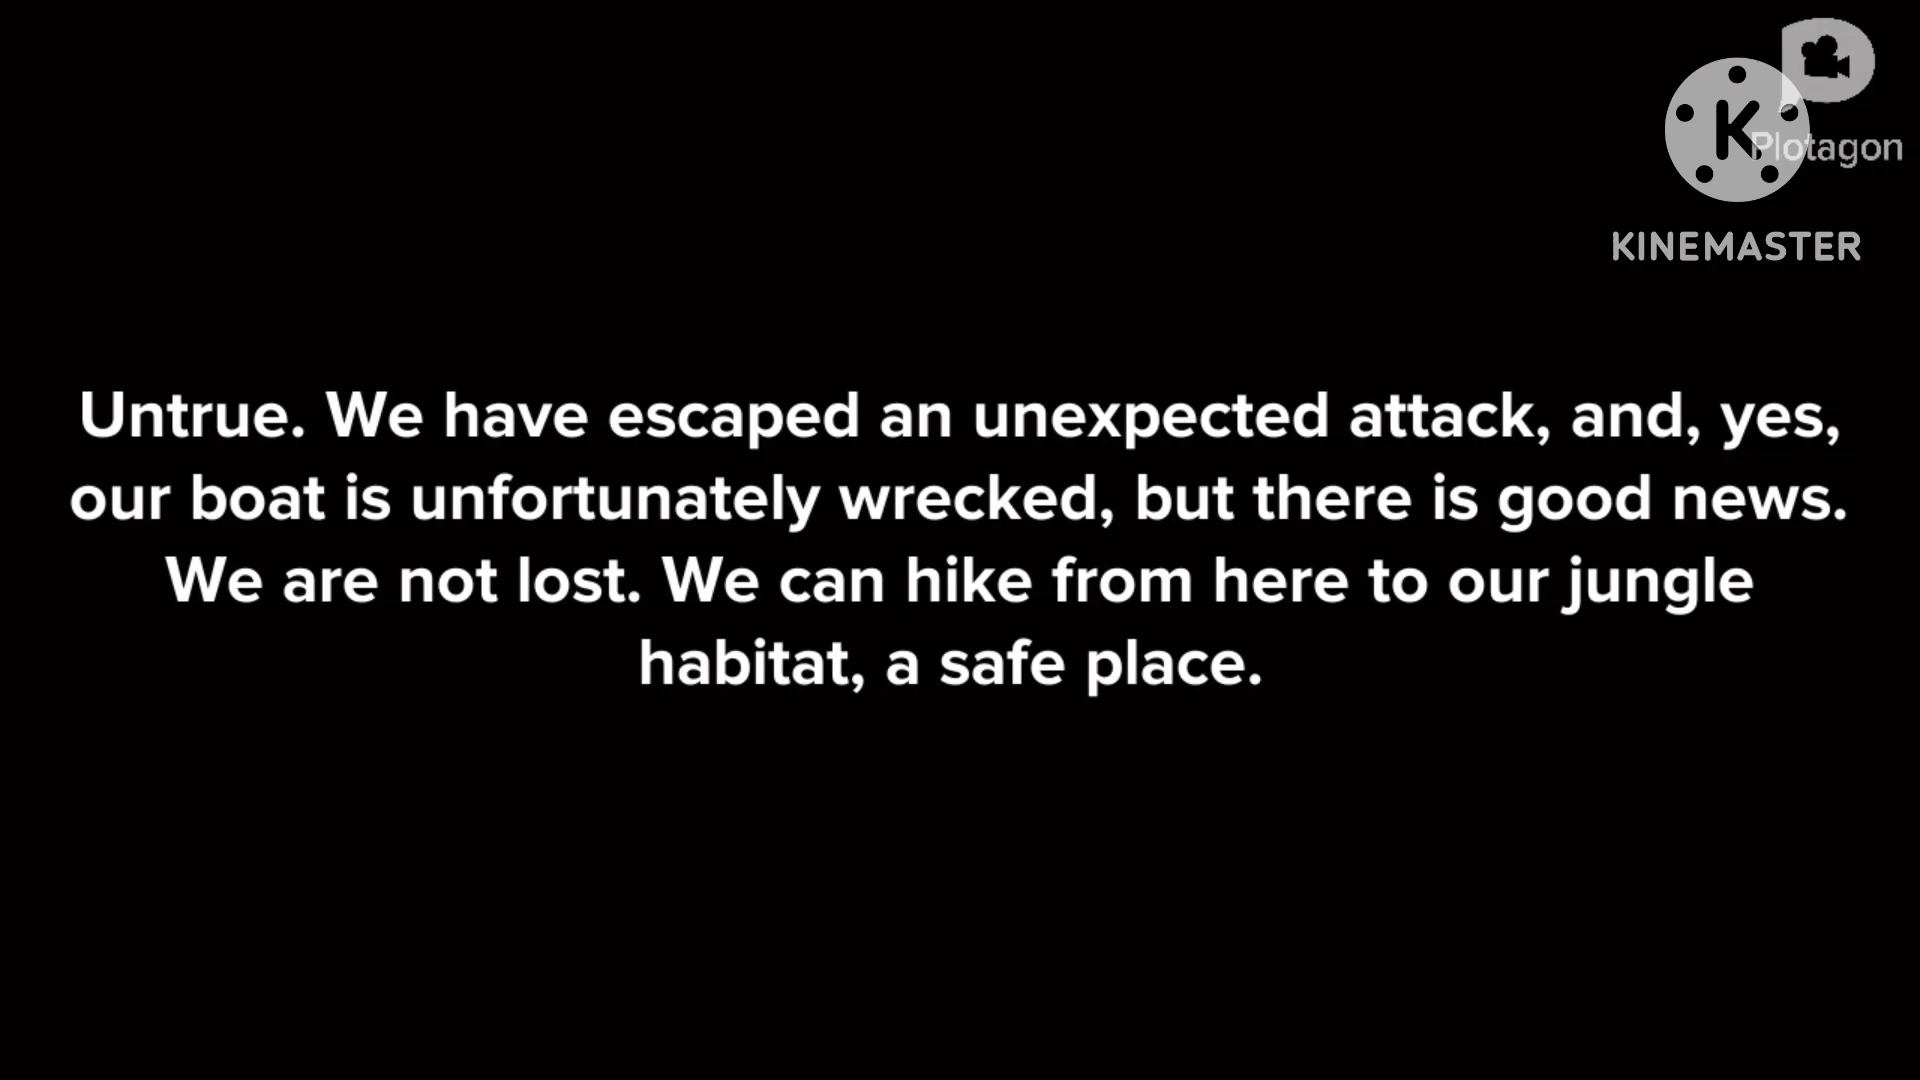 K
Plotagon
KINEMASTER
Untrue. We have escaped an unexpected attack, and, yes,
our boat is unfortunately wrecked, but there is good news.
We are not lost. We can hike from here to our jungle
habitat, a safe place.